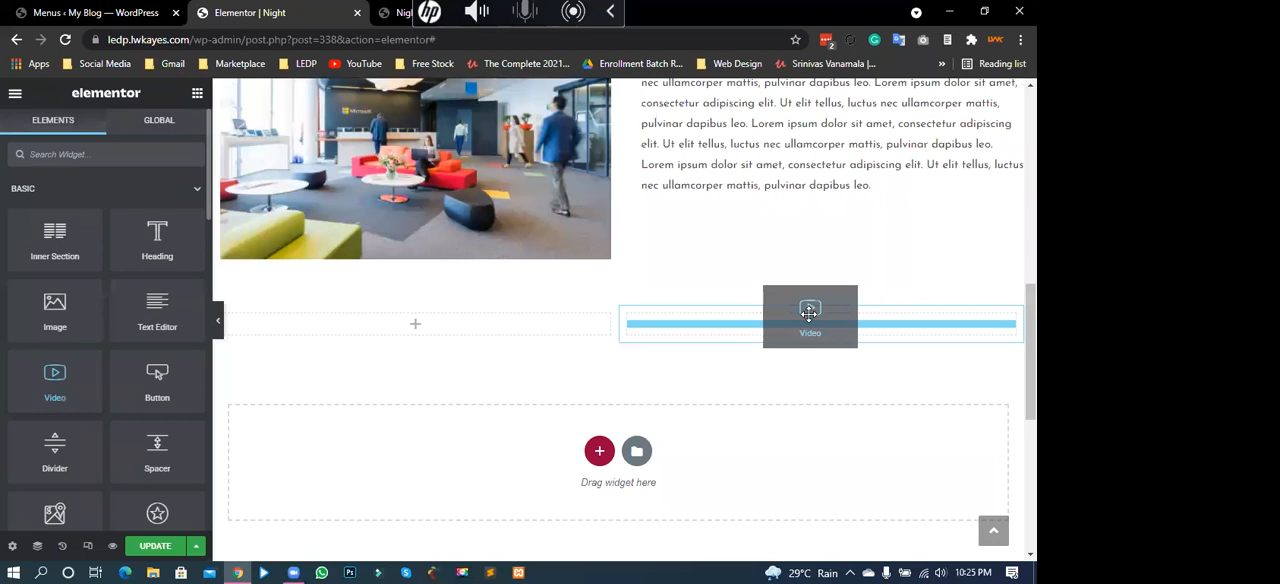 Menus ‹ My Blog — WordPress
Elementor | Night
Nig
hp
ledp.lwkayes.com/wp-admin/post.php?post=338&action=elementor#
2
Apps
Social Media
Gmail
Marketplace
LEDP
YouTube
Free Stock
The Complete 2021...
Enrollment Batch R...
Web Design
Srinivas Vanamala |...
»
Reading list
elementor
ELEMENTS
GLOBAL
Search Widget...
BASIC
Inner Section
Heading
Image
Text Editor
Video
Button
Divider
Spacer
UPDATE
Microsoft
nec ullamcorper mattis, pulvinar dapibus leo. Lorem ipsum dolor sit amet,
consectetur adipiscing elit. Ut elit tellus, luctus nec ullamcorper mattis,
pulvinar dapibus leo. Lorem ipsum dolor sit amet, consectetur adipiscing
elit. Ut elit tellus, luctus nec ullamcorper mattis, pulvinar dapibus leo.
Lorem ipsum dolor sit amet, consectetur adipiscing elit. Ut elit tellus, luctus
nec ullamcorper mattis, pulvinar dapibus leo.
Video
Drag widget here
29°C Rain
10:25 PM